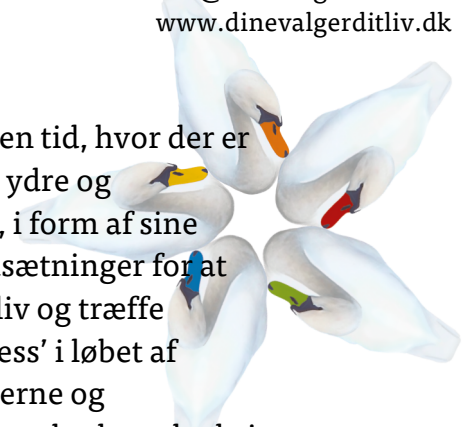 www.dinevalgerditliv.dk
en tid, hvor der er
ydre og
, i form af sine
sætninger for at
liv og træffe
ess’ i løbet af
erne og